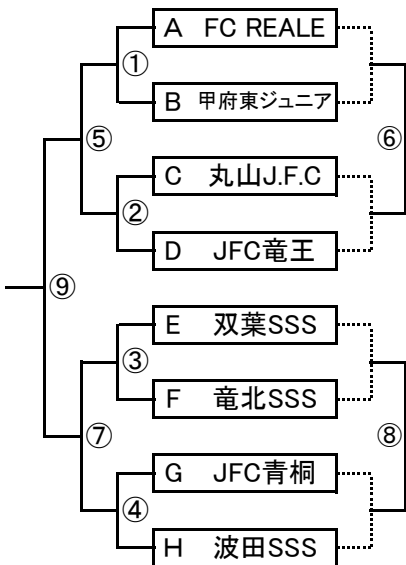 A FC REALE
①
B 甲府東ジュニア
⑤
⑥
C 丸山J.F.C
②
D JFC竜王
⑨
E 双葉SSS
③
F 竜北SSS
⑦
⑧
G JFC青桐
④
H 波田SSS